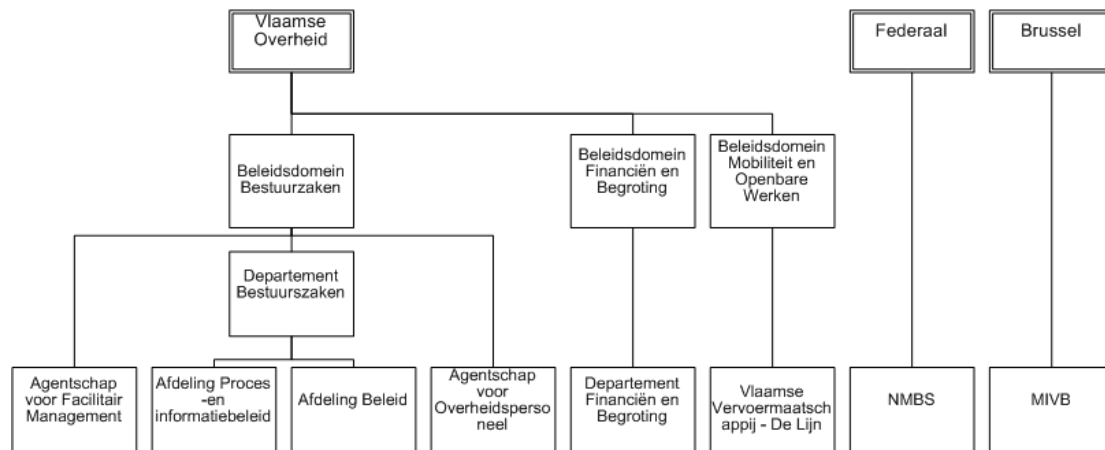 Vlaamse
Overheid
Federaal
Brussel
Beleidsdomein
Bestuurzaken
Beleidsdomein
Financiën en
Begroting
Beleidsdomein
Mobiliteit en
Openbare
Werken
Departement
Bestuurszaken
Agentschap
voor Facilitair
Management
Afdeling Proces
-en
informatiebeleid
Afdeling Beleid
Agentschap
voor
Overheidsperso
neel
Departement
Financiën en
Begroting
Vlaamse
Vervoermaatsch
appij - De Lijn
NMBS
MIVB